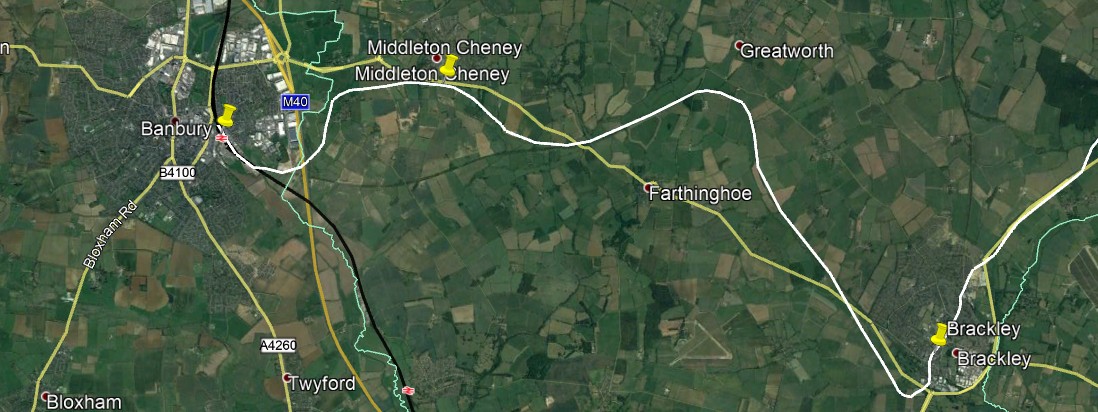 n
Middleton Cheney
Greatworth
Middleton Cheney
M40
Banbury
B4100
Farthinghoe
Bloxham Rd
Brackley
A4260
Brackley
Twyford
Bloxham